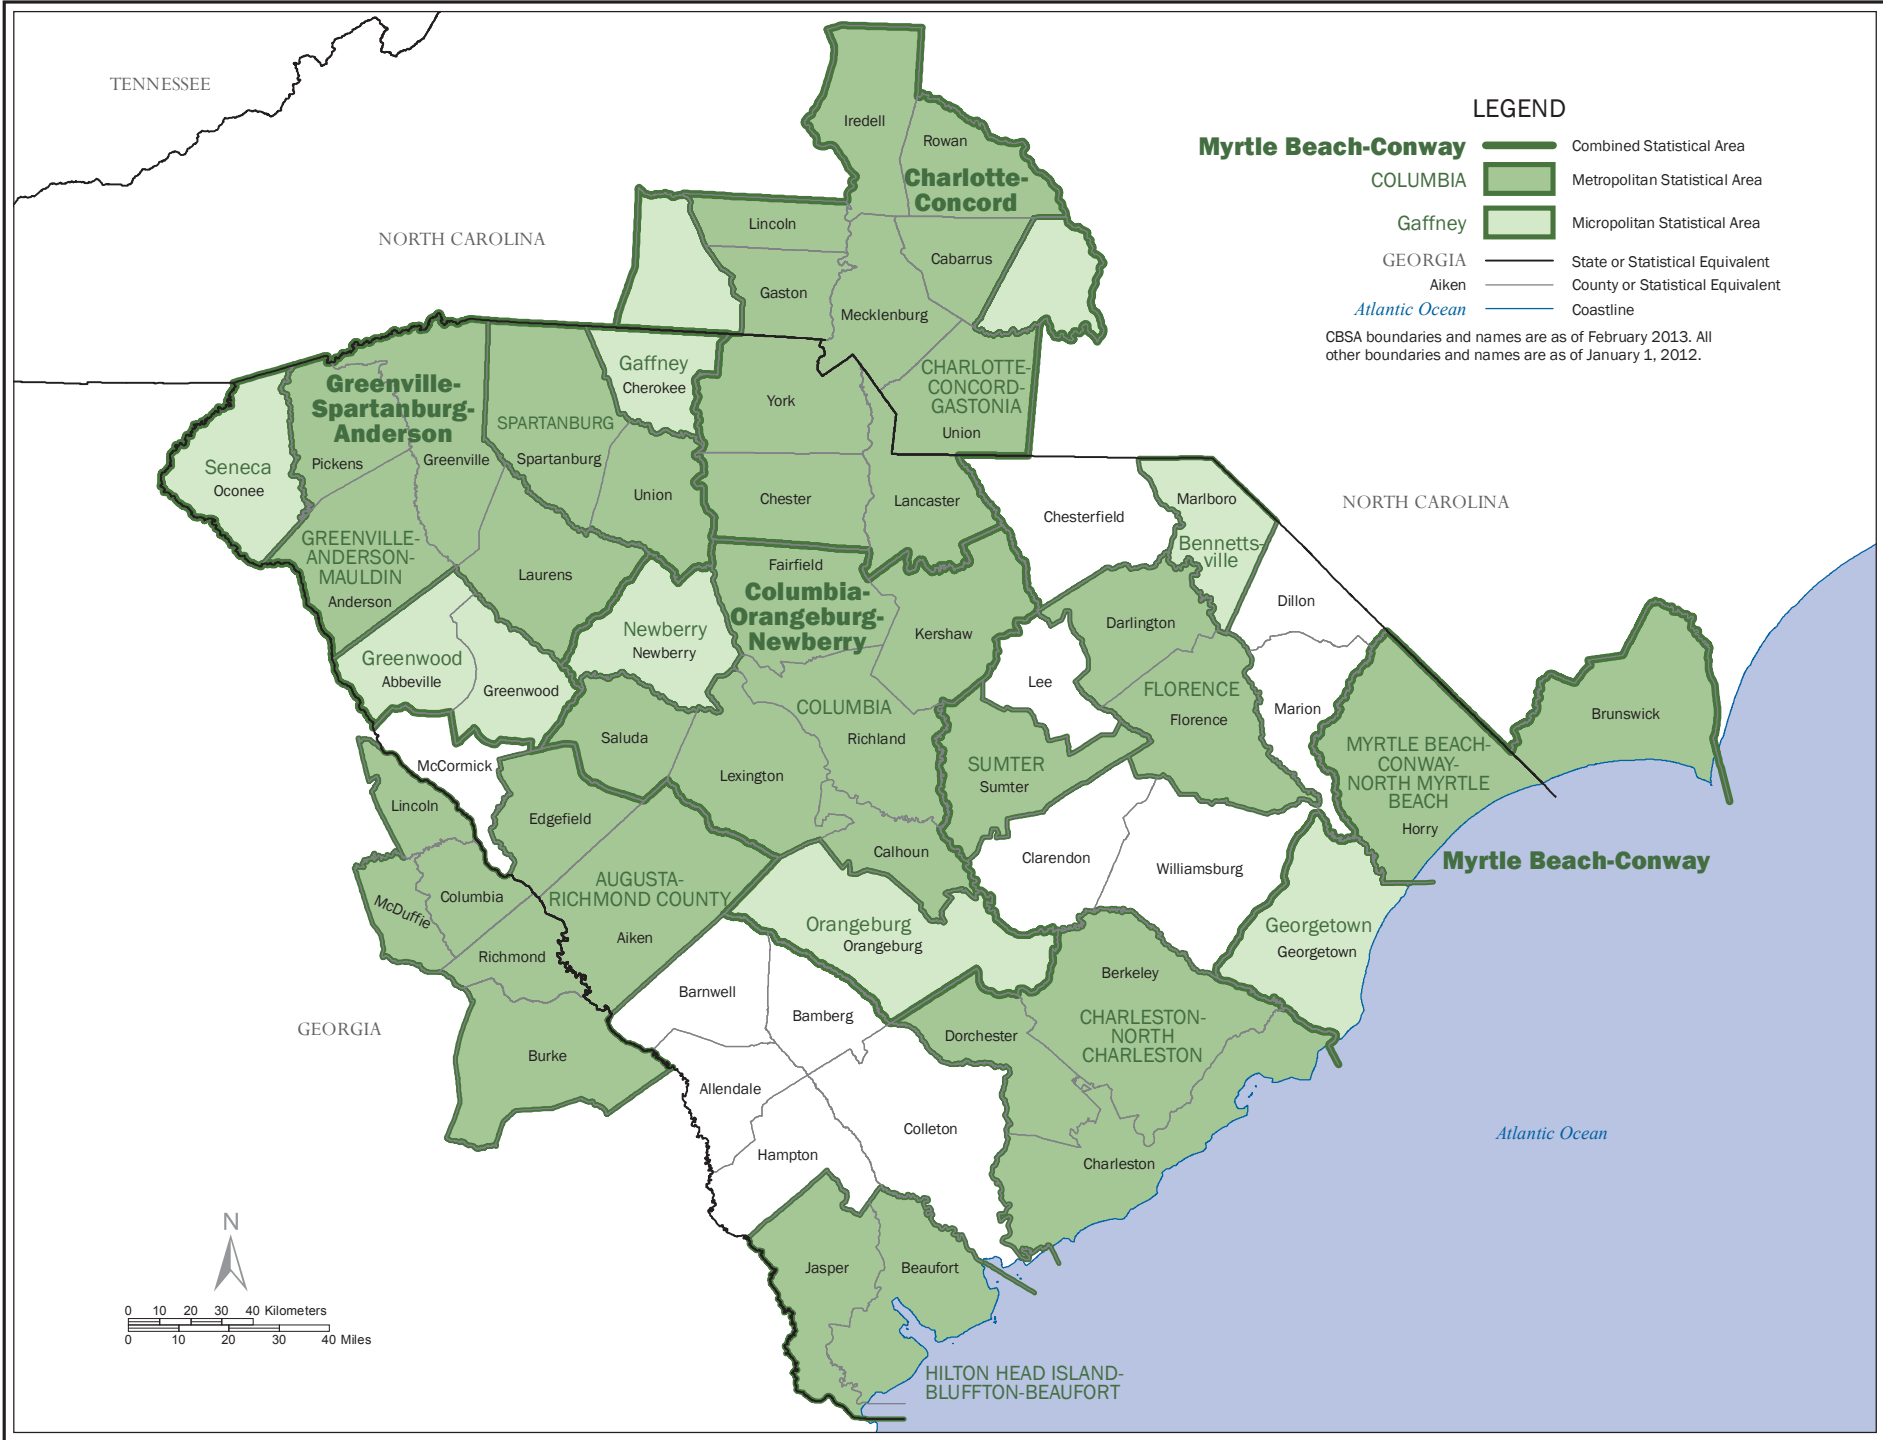 TENNESSEE
NORTH CAROLINA
Iredell
Rowan
Charlotte-
Concord
Lincoln
Cabarrus
Gaston
Mecklenburg
CHARLOTTE-
CONCORD-
GASTONIA
Union
LEGEND
Myrtle Beach-Conway
Combined Statistical Area
COLUMBIA
Metropolitan Statistical Area
Gaffney
Micropolitan Statistical Area
GEORGIA
State or Statistical Equivalent
Aiken
County or Statistical Equivalent
Atlantic Ocean
Coastline
CBSA boundaries and names are as of February 2013. All
other boundaries and names are as of January 1, 2012.
Greenville-
Spartanburg-
Anderson
Gaffney
Cherokee
SPARTANBURG
York
Seneca
Oconee
Pickens
Greenville
Spartanburg
Union
Chester
Lancaster
Chesterfield
Marlboro
Bennetts-
ville
NORTH CAROLINA
GREENVILLE-
ANDERSON-
MAULDIN
Anderson
Laurens
Fairfield
Columbia-
Orangeburg-
Newberry
Kershaw
Darlington
Dillon
Newberry
Newberry
Greenwood
Abbeville
Greenwood
Lee
FLORENCE
Florence
Marion
Brunswick
COLUMBIA
Richland
Saluda
Lexington
McCormick
SUMTER
Sumter
MYRTLE BEACH-
CONWAY-
NORTH MYRTLE
BEACH
Horry
Myrtle Beach-Conway
Lincoln
Edgefield
Calhoun
Clarendon
Williamsburg
AUGUSTA-
RICHMOND COUNTY
Aiken
Columbia
McDuffie
Richmond
Orangeburg
Orangeburg
Georgetown
Georgetown
Berkeley
Barnwell
Bamberg
Dorchester
CHARLESTON-
NORTH
CHARLESTON
GEORGIA
Burke
Allendale
Colleton
Hampton
Charleston
Atlantic Ocean
Jasper
Beaufort
HILTON HEAD ISLAND-
BLUFFTON-BEAUFORT
N
0 10 20 30 40 Kilometers
0 10 20 30 40 Miles